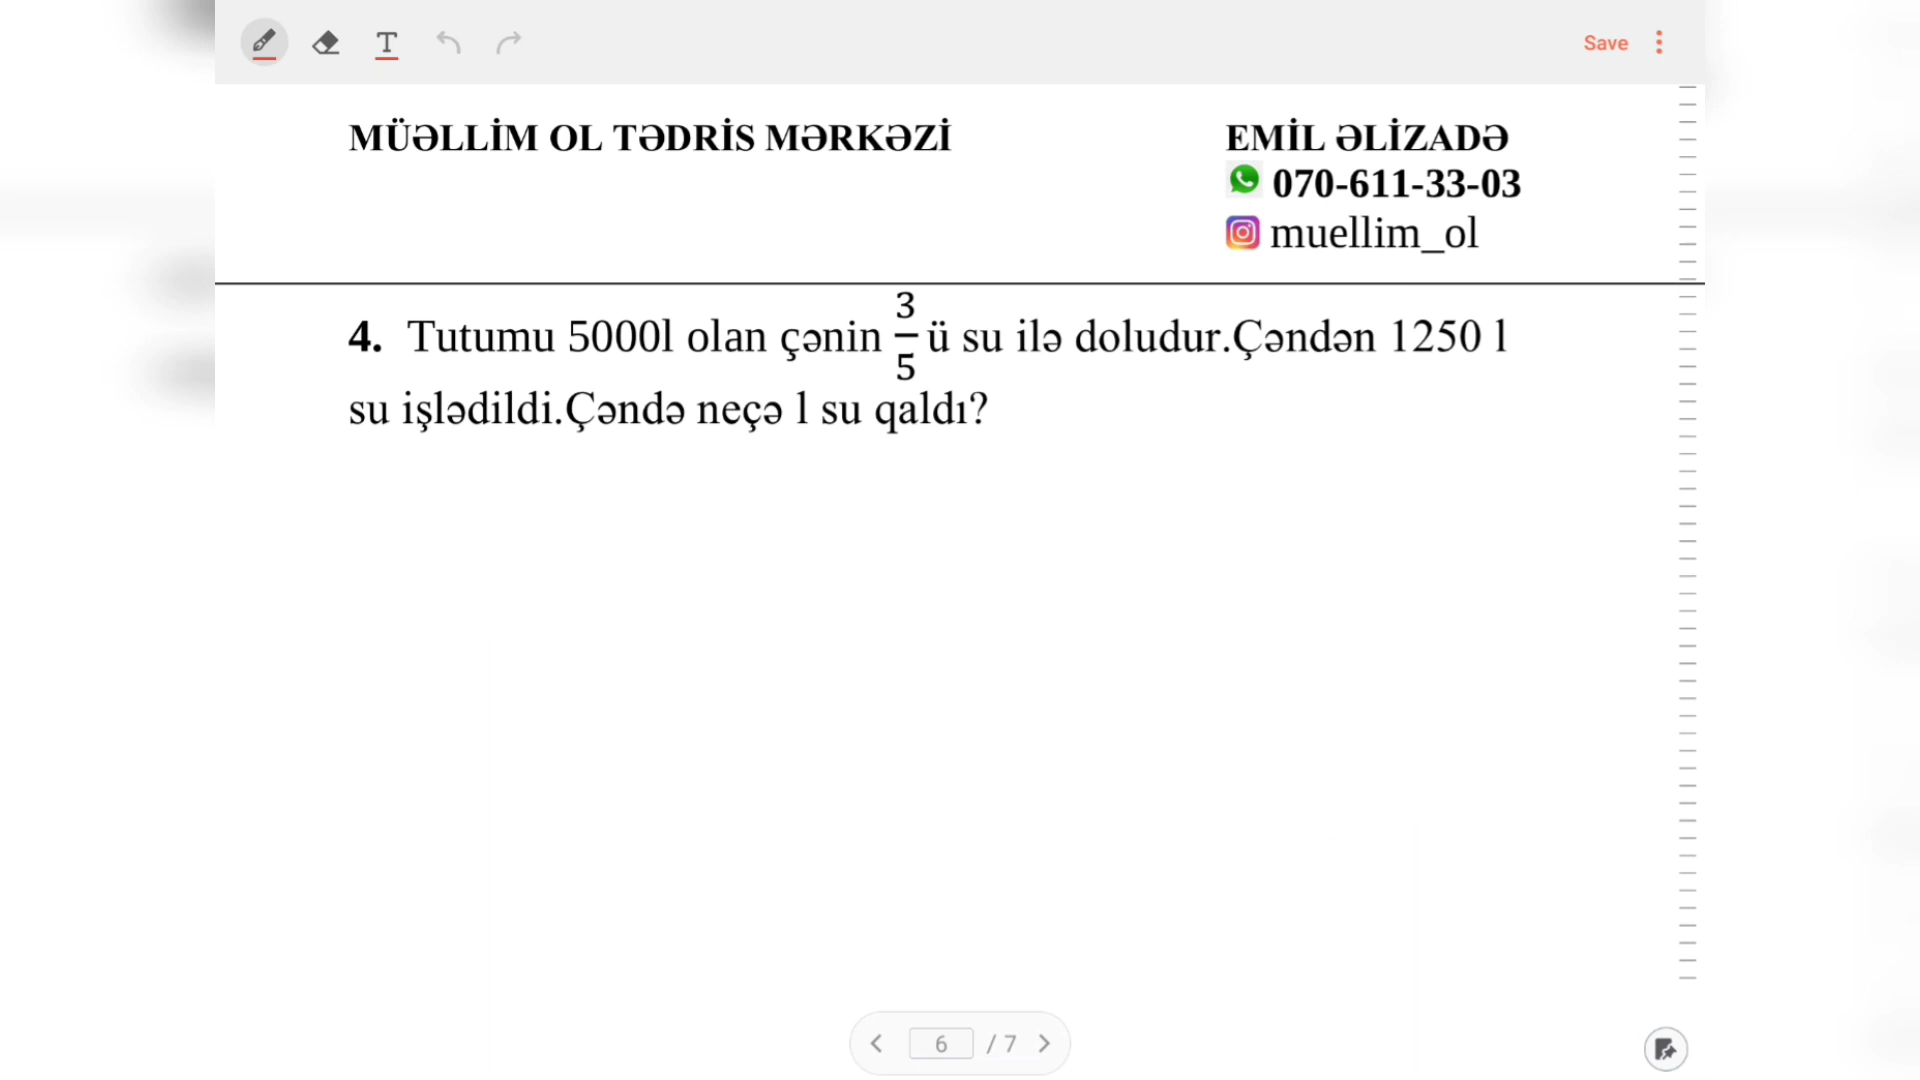 Save
MÜƏLLİM OL TƏDRİS MƏRKƏZİ
EMİL ƏLİZADƏ
070-611-33-03
muellim_ol
4. Tutumu 5000l olan çənin 3/5 ü su ilə doludur.Çəndən 1250 l
su işlədildi.Çəndə neçə l su qaldı?
6 / 7